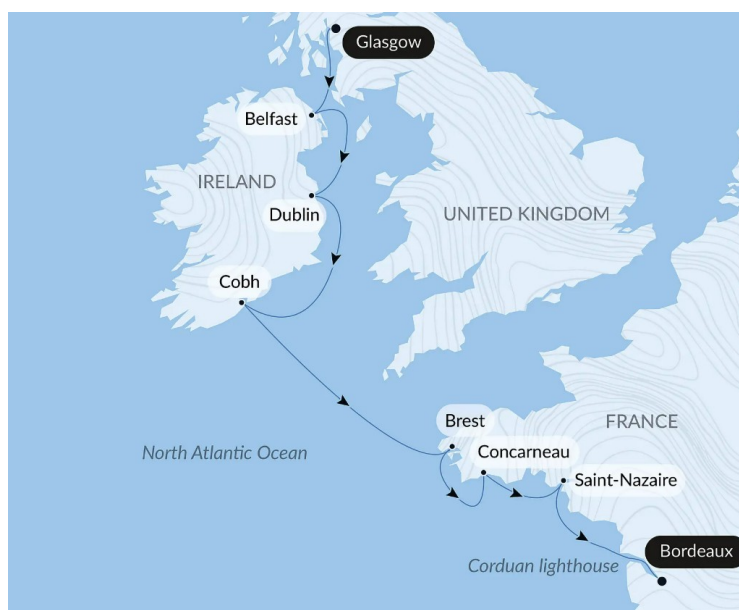 Glasgow
Belfast
IRELAND
UNITED KINGDOM
Dublin
Cobh
Brest
FRANCE
North Atlantic Ocean
Concarneau
Saint-Nazaire
Bordeaux
Corduan lighthouse